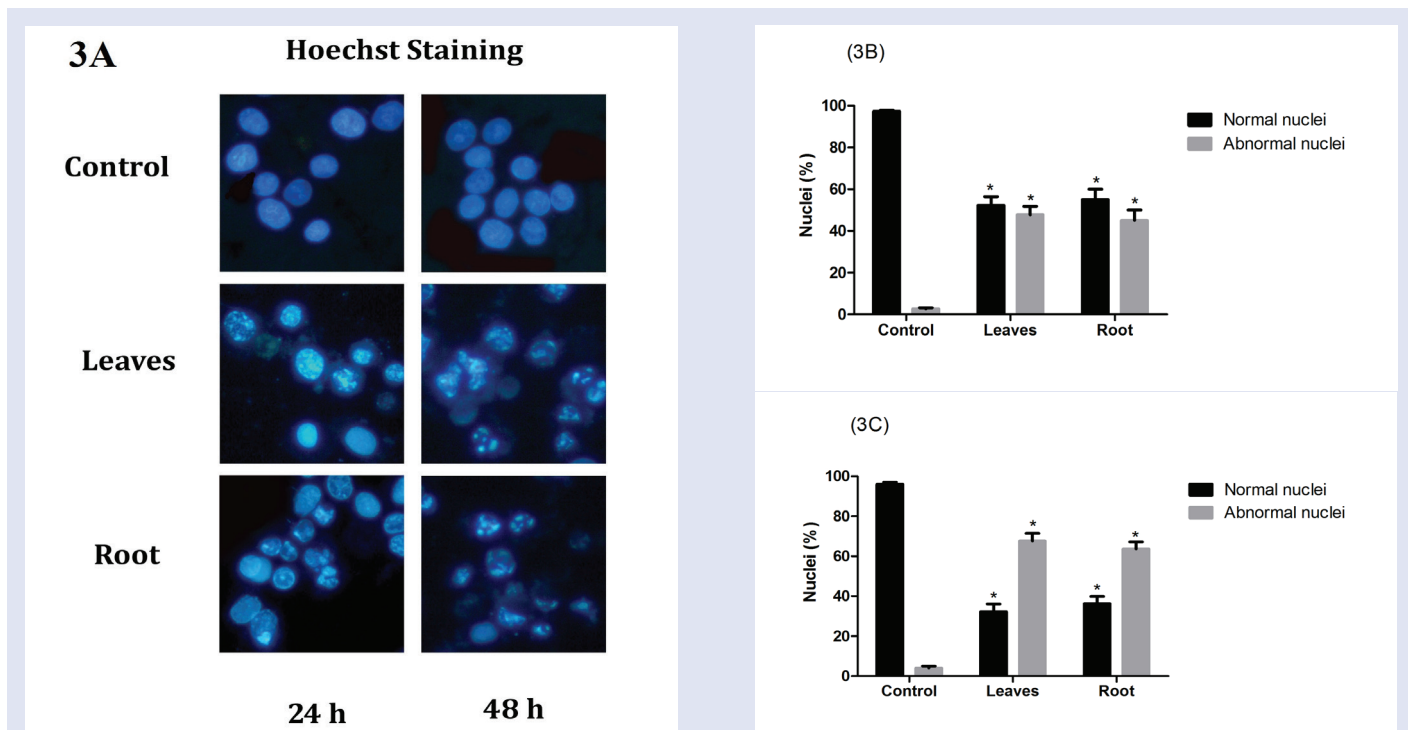 3A
Hoechst Staining
Control
Leaves
Root
24 h
48 h
(3B)
Nuclei (%)
100
80
60
40
20
0
* * * *
Control Leaves Root
Normal nuclei
Abnormal nuclei
(3C)
Nuclei (%)
100
80
60
40
20
0
* * * *
Control Leaves Root
Normal nuclei
Abnormal nuclei